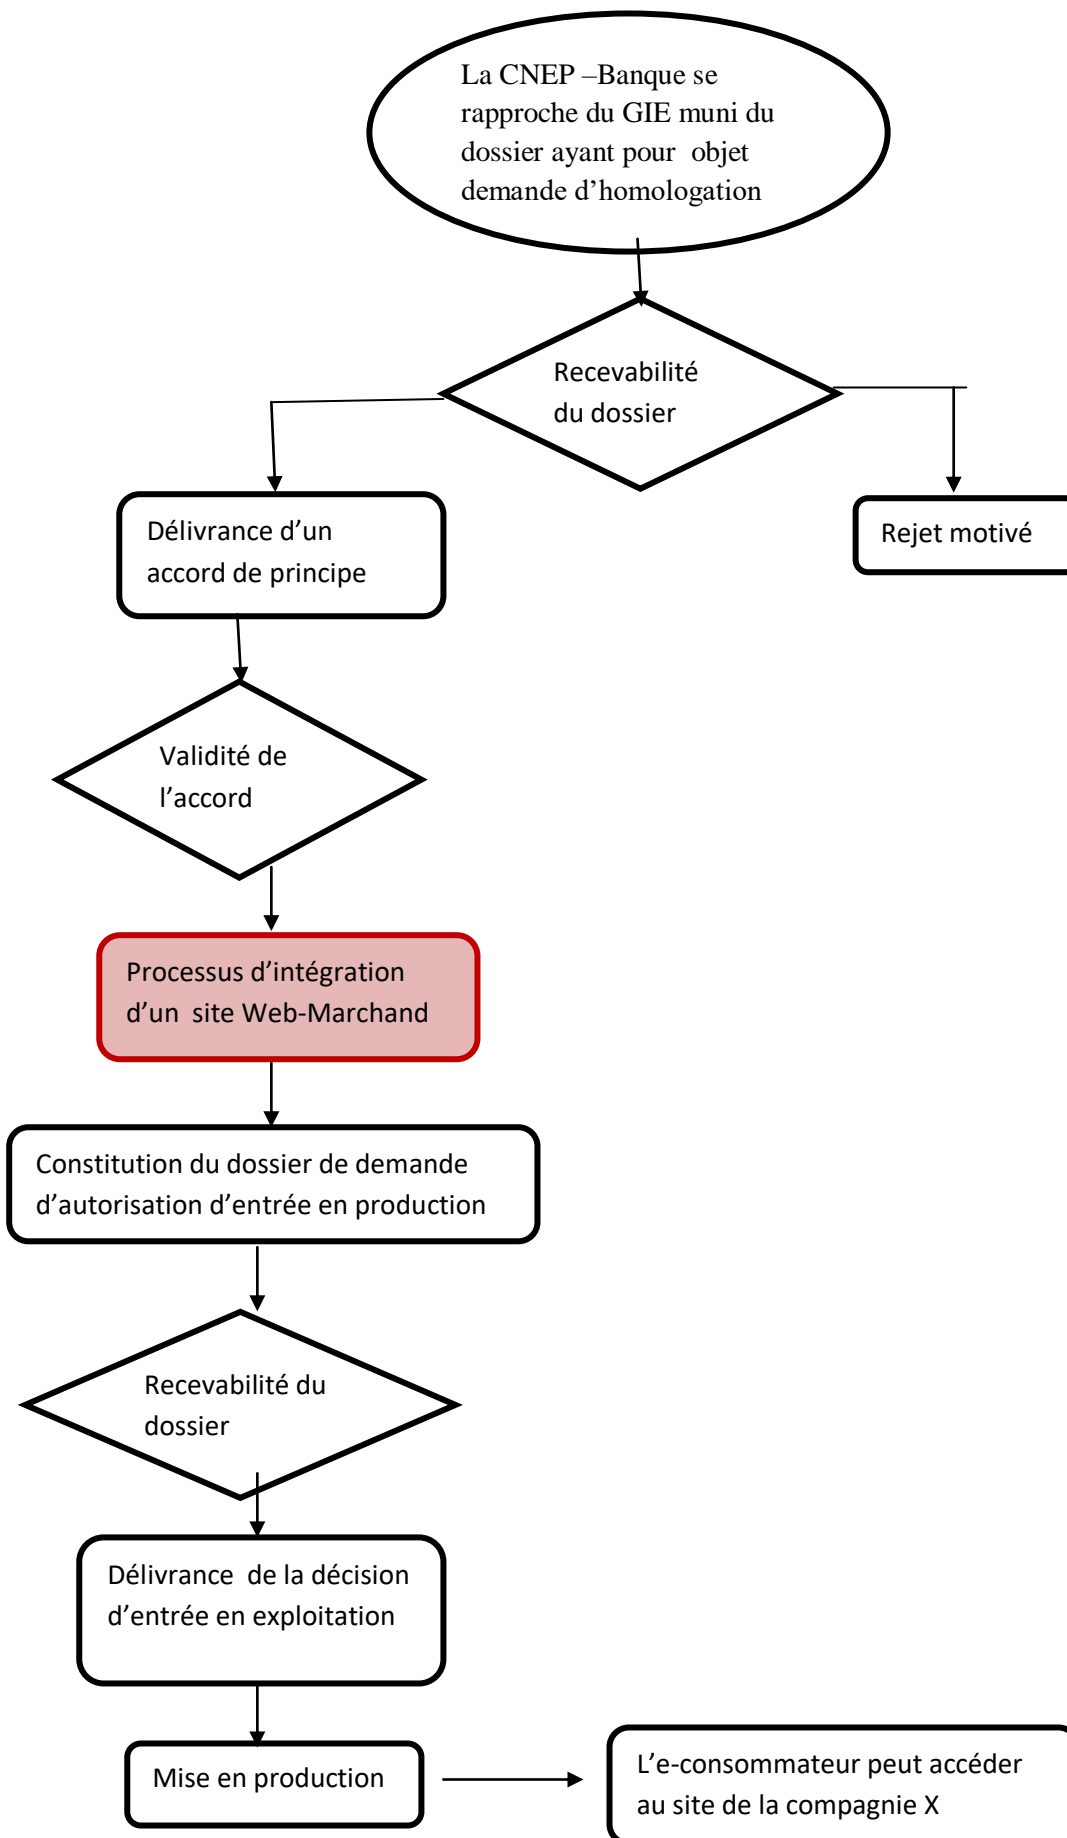 La CNEP –Banque se
rapproche du GIE muni du
dossier ayant pour objet
demande d’homologation
Recevabilité
du dossier
Délivrance d’un
accord de principe
Rejet motivé
Validité de
l’accord
Processus d’intégration
d’un site Web-Marchand
Constitution du dossier de demande
d’autorisation d’entrée en production
Recevabilité du
dossier
Délivrance de la décision
d’entrée en exploitation
Mise en production
L’e-consommateur peut accéder
au site de la compagnie X